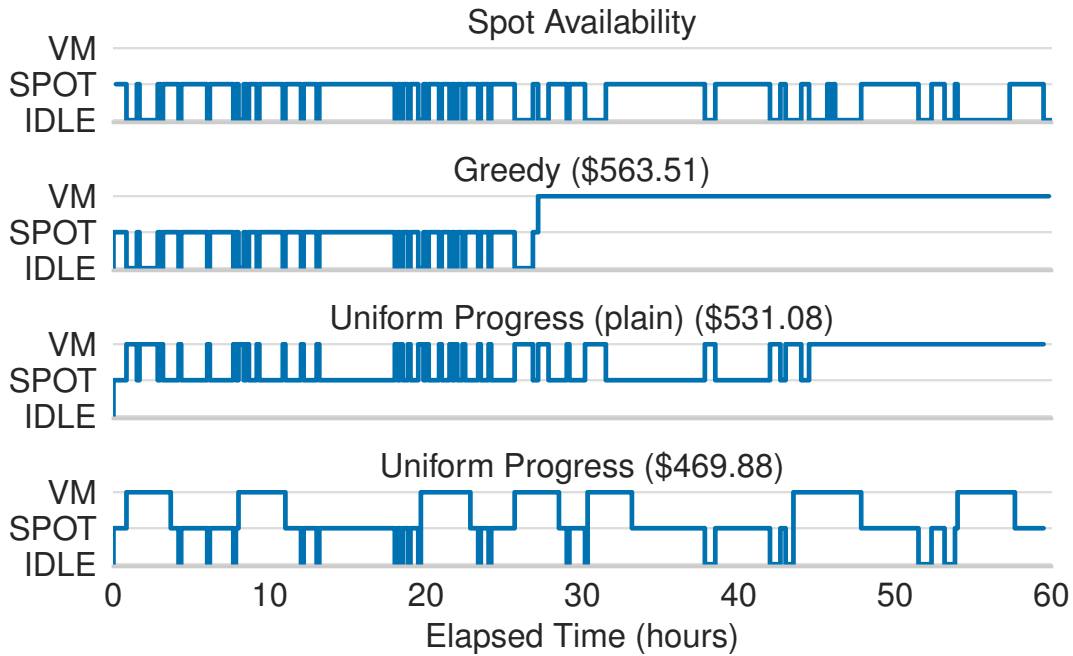 Spot Availability
VM
SPOT
IDLE
Greedy ($563.51)
VM
SPOT
IDLE
Uniform Progress (plain) ($531.08)
VM
SPOT
IDLE
Uniform Progress ($469.88)
VM
SPOT
IDLE
0 10 20 30 40 50 60
Elapsed Time (hours)